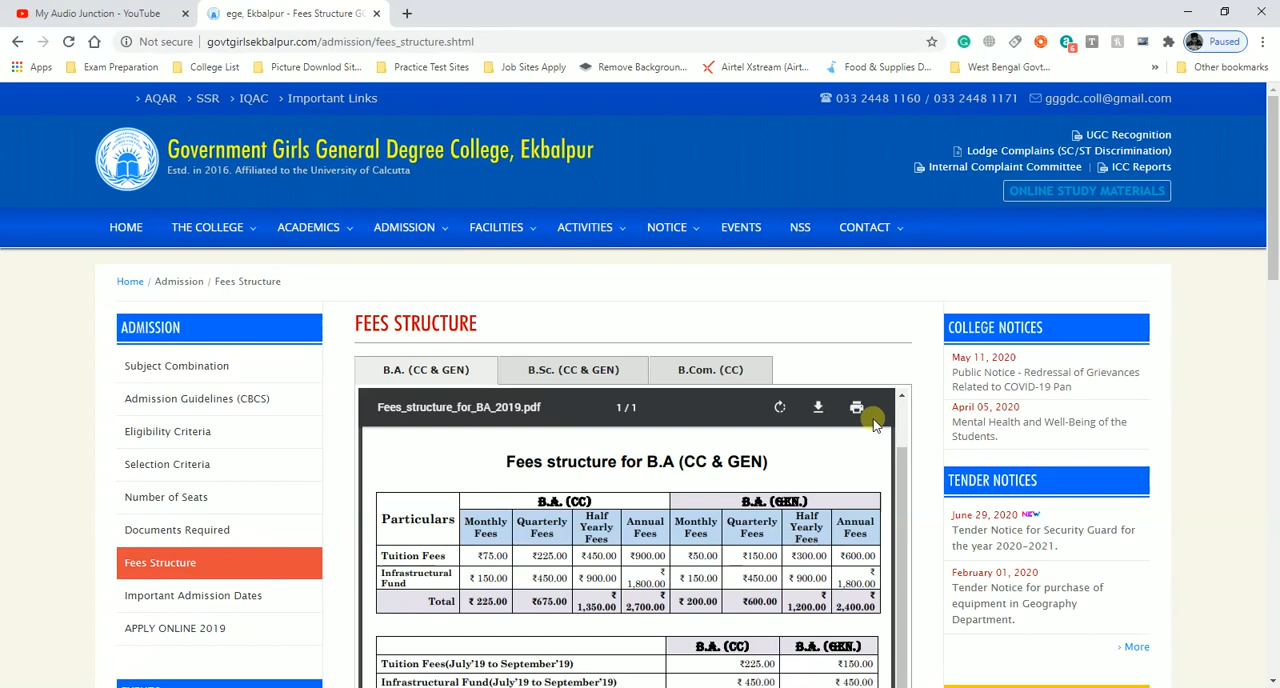 My Audio Junction - YouTube
ege, Ekbalpur - Fees Structure GO
Not secure | govtgirlsekbalpur.com/admission/fees_structure.shtml
6
T
Paused
Apps
Exam Preparation
College List
Picture Downlod Sit...
Practice Test Sites
Job Sites Apply
Remove Backgroun...
Airtel Xstream (Airt...
Food & Supplies D...
West Bengal Govt...
»
Other bookmarks
› AQAR › SSR › IQAC › Important Links
033 2448 1160 / 033 2448 1171 gggdc.coll@gmail.com
Government Girls General Degree College, Ekbalpur
Estd. in 2016. Affiliated to the University of Calcutta
UGC Recognition
Lodge Complains (SC/ST Discrimination)
Internal Complaint Committee | ICC Reports
ONLINE STUDY MATERIALS
HOME THE COLLEGE ACADEMICS ADMISSION FACILITIES ACTIVITIES NOTICE EVENTS NSS CONTACT
Home / Admission / Fees Structure
ADMISSION
Subject Combination
Admission Guidelines (CBCS)
Eligibility Criteria
Selection Criteria
Number of Seats
Documents Required
Fees Structure
Important Admission Dates
APPLY ONLINE 2019
FEES STRUCTURE
B.A. (CC & GEN) B.Sc. (CC & GEN) B.Com. (CC)
Fees_structure_for_BA_2019.pdf 1 / 1
Fees structure for B.A (CC & GEN)
Particulars B.A. (CC) B.A. (GEN.)
Monthly Fees Quarterly Fees Half Yearly Fees Annual Fees Monthly Fees Quarterly Fees Half Yearly Fees Annual Fees
Tuition Fees ₹75.00 ₹225.00 ₹450.00 ₹900.00 ₹50.00 ₹150.00 ₹300.00 ₹600.00
Infrastructural Fund ₹ 150.00 ₹450.00 ₹ 900.00 ₹ 1,800.00 ₹ 150.00 ₹450.00 ₹ 900.00 ₹ 1,800.00
Total ₹ 225.00 ₹675.00 ₹ 1,350.00 ₹ 2,700.00 ₹ 200.00 ₹600.00 ₹ 1,200.00 ₹ 2,400.00
B.A. (CC) B.A. (GEN.)
Tuition Fees(July'19 to September'19) ₹225.00 ₹150.00
Infrastructural Fund(July'19 to September'19) ₹ 450.00 ₹ 450.00
COLLEGE NOTICES
May 11, 2020
Public Notice - Redressal of Grievances
Related to COVID-19 Pan
April 05, 2020
Mental Health and Well-Being of the
Students.
TENDER NOTICES
June 29, 2020 NEW
Tender Notice for Security Guard for
the year 2020-2021.
February 01, 2020
Tender Notice for purchase of
equipment in Geography
Department.
› More